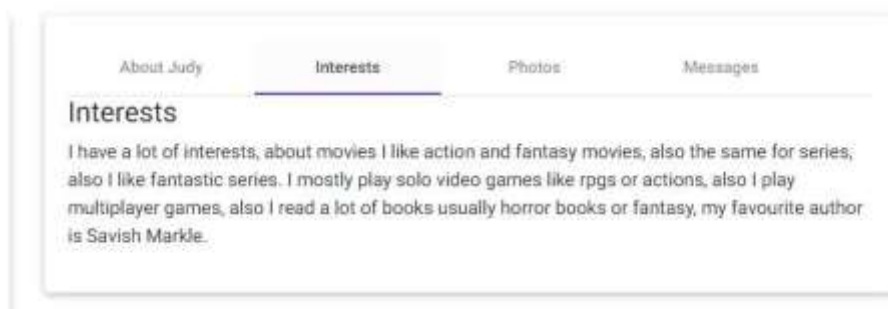 About Judy Interests Photos Messages
Interests
I have a lot of interests, about movies I like action and fantasy movies, also the same for series,
also I like fantastic series. I mostly play solo video games like rpgs or actions, also I play
multiplayer games, also I read a lot of books usually horror books or fantasy, my favourite author
is Savish Markle.